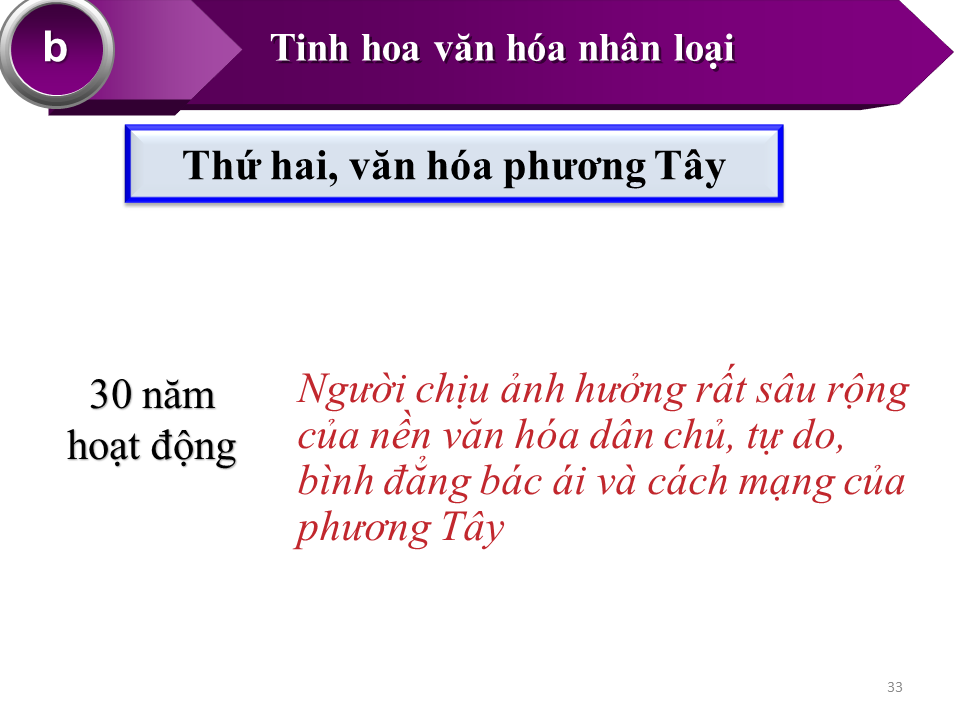 b
Tinh hoa văn hóa nhân loại
Thứ hai, văn hóa phương Tây
30 năm
hoạt động
Người chịu ảnh hưởng rất sâu rộng
của nền văn hóa dân chủ, tự do,
bình đẳng bác ái và cách mạng của
phương Tây
33